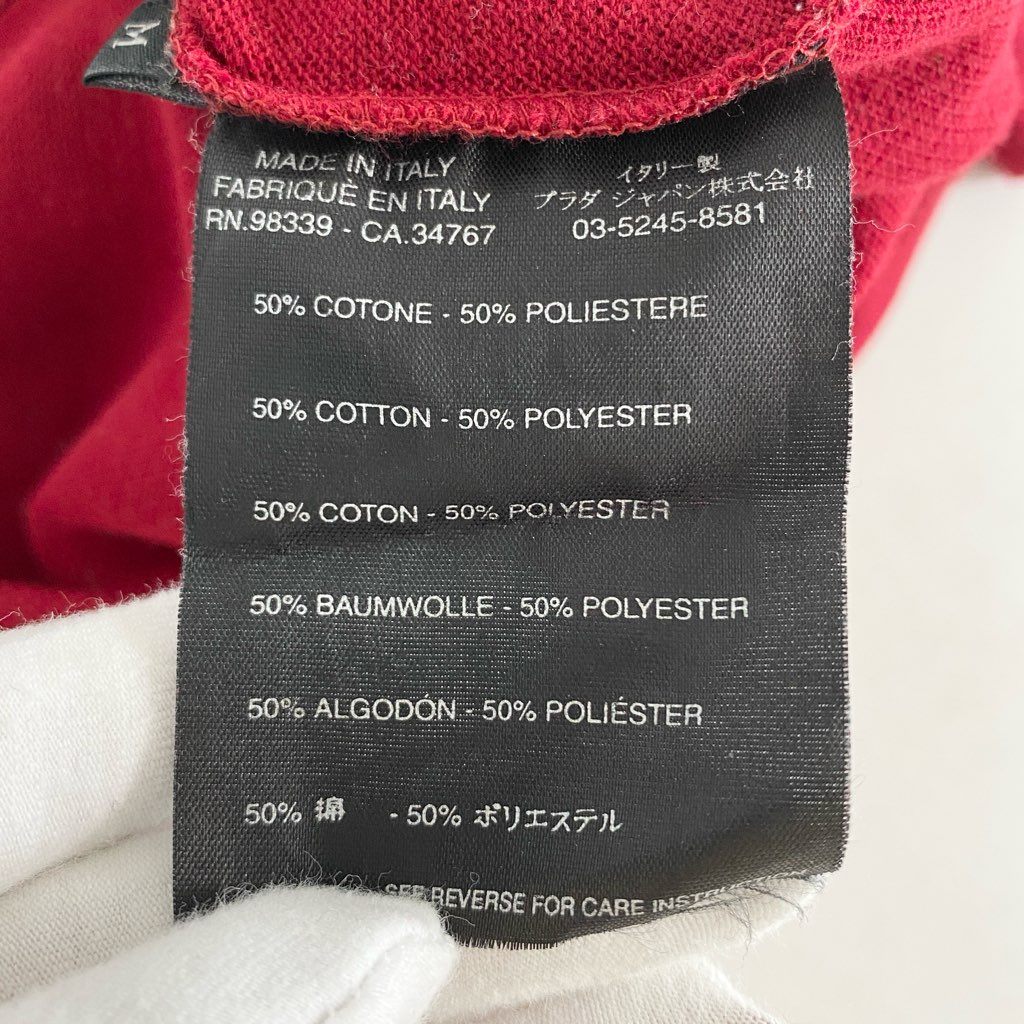 M
MADE IN ITALY
FABRIQUÈ EN ITALY
RN.98339 - CA.34767
イタリー製
プラダ ジャパン株式会社
03-5245-8581
50% COTONE - 50% POLIESTERE
50% COTTON - 50% POLYESTER
50% COTON - 50% POLYESTER
50% BAUMWOLLE - 50% POLYESTER
50% ALGODÓN - 50% POLIÉSTER
50% 綿 - 50% ポリエステル
SEE REVERSE FOR CARE